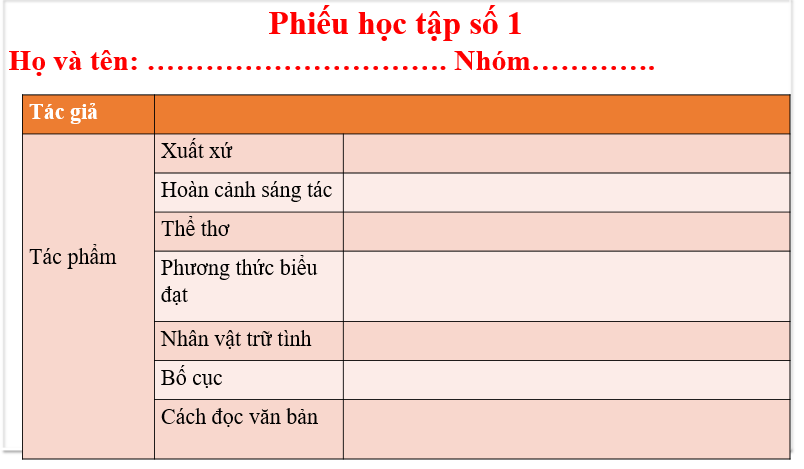 Phiếu học tập số 1
Họ và tên: …………………………. Nhóm………….
Tác giả
Tác phẩm
Xuất xứ
Hoàn cảnh sáng tác
Thể thơ
Phương thức biểu
đạt
Nhân vật trữ tình
Bố cục
Cách đọc văn bản